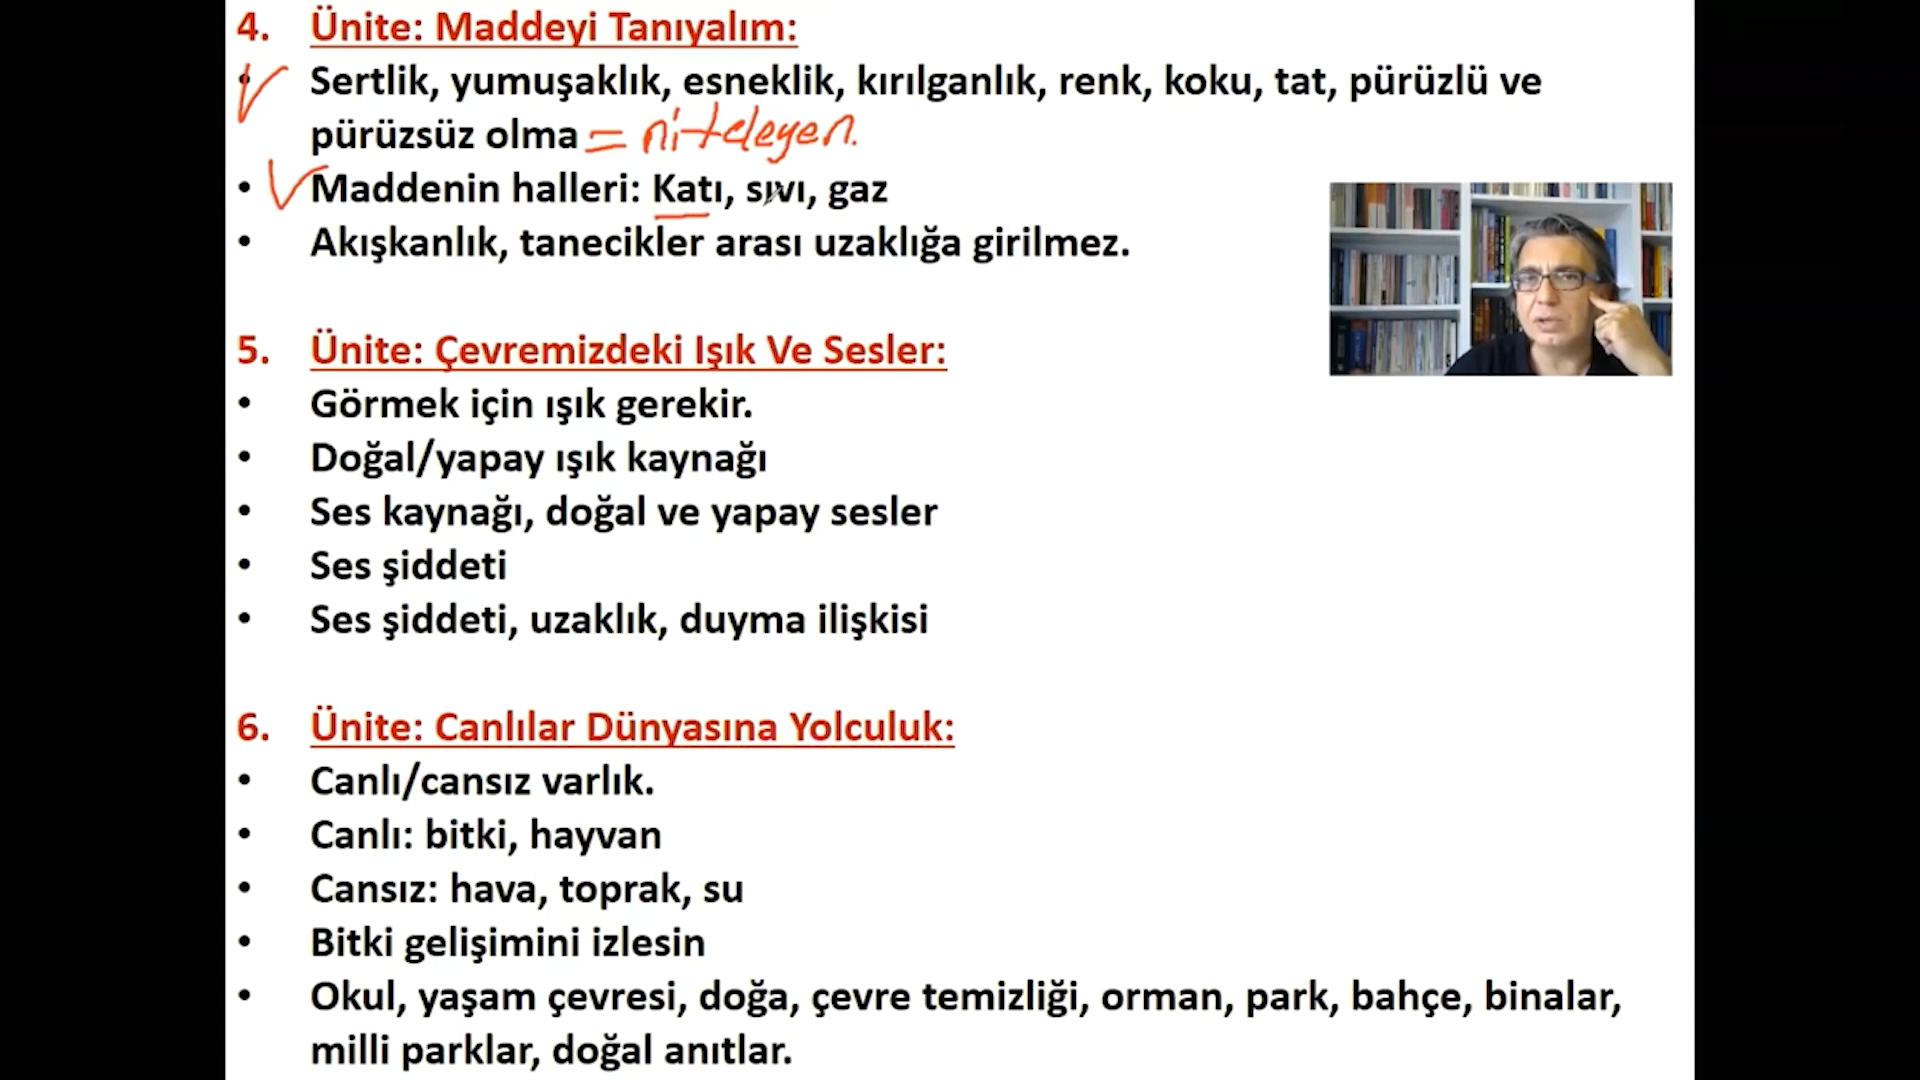 4. Ünite: Maddeyi Tanıyalım:
• Sertlik, yumuşaklık, esneklik, kırılganlık, renk, koku, tat, pürüzlü ve
pürüzsüz olma = niteleyen.
• Maddenin halleri: Katı, sıvı, gaz
• Akışkanlık, tanecikler arası uzaklığa girilmez.
5. Ünite: Çevremizdeki Işık Ve Sesler:
• Görmek için ışık gerekir.
• Doğal/yapay ışık kaynağı
• Ses kaynağı, doğal ve yapay sesler
• Ses şiddeti
• Ses şiddeti, uzaklık, duyma ilişkisi
6. Ünite: Canlılar Dünyasına Yolculuk:
• Canlı/cansız varlık.
• Canlı: bitki, hayvan
• Cansız: hava, toprak, su
• Bitki gelişimini izlesin
• Okul, yaşam çevresi, doğa, çevre temizliği, orman, park, bahçe, binalar,
milli parklar, doğal anıtlar.